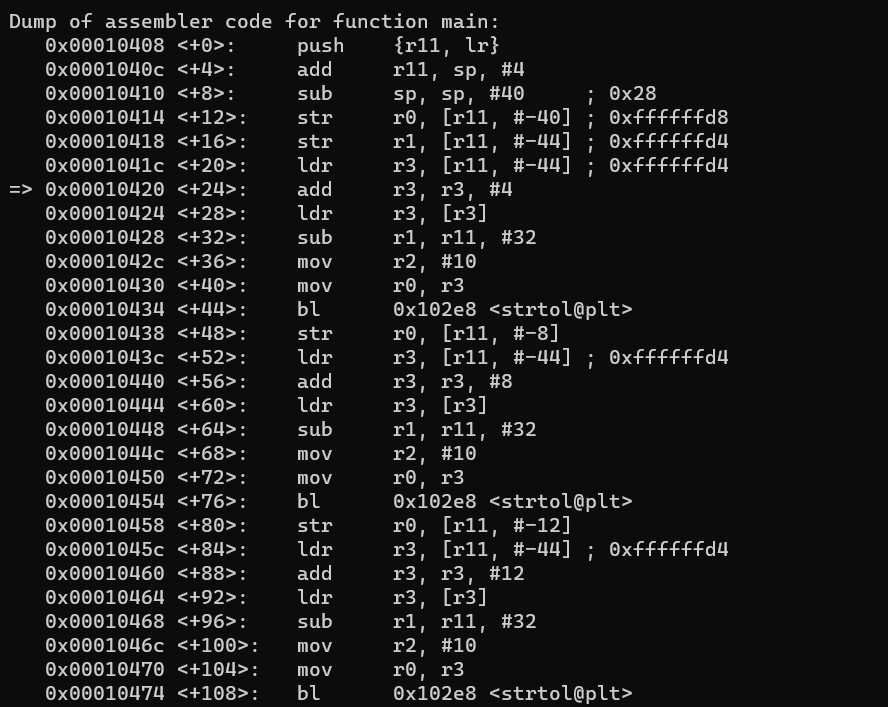 Dump of assembler code for function main:
   0x00010408 <+0>:     push    {r11, lr}
   0x0001040c <+4>:     add     r11, sp, #4
   0x00010410 <+8>:     sub     sp, sp, #40     ; 0x28
   0x00010414 <+12>:    str     r0, [r11, #-40] ; 0xffffffd8
   0x00010418 <+16>:    str     r1, [r11, #-44] ; 0xffffffd4
   0x0001041c <+20>:    ldr     r3, [r11, #-44] ; 0xffffffd4
=> 0x00010420 <+24>:    add     r3, r3, #4
   0x00010424 <+28>:    ldr     r3, [r3]
   0x00010428 <+32>:    sub     r1, r11, #32
   0x0001042c <+36>:    mov     r2, #10
   0x00010430 <+40>:    mov     r0, r3
   0x00010434 <+44>:    bl      0x102e8 <strtol@plt>
   0x00010438 <+48>:    str     r0, [r11, #-8]
   0x0001043c <+52>:    ldr     r3, [r11, #-44] ; 0xffffffd4
   0x00010440 <+56>:    add     r3, r3, #8
   0x00010444 <+60>:    ldr     r3, [r3]
   0x00010448 <+64>:    sub     r1, r11, #32
   0x0001044c <+68>:    mov     r2, #10
   0x00010450 <+72>:    mov     r0, r3
   0x00010454 <+76>:    bl      0x102e8 <strtol@plt>
   0x00010458 <+80>:    str     r0, [r11, #-12]
   0x0001045c <+84>:    ldr     r3, [r11, #-44] ; 0xffffffd4
   0x00010460 <+88>:    add     r3, r3, #12
   0x00010464 <+92>:    ldr     r3, [r3]
   0x00010468 <+96>:    sub     r1, r11, #32
   0x0001046c <+100>:   mov     r2, #10
   0x00010470 <+104>:   mov     r0, r3
   0x00010474 <+108>:   bl      0x102e8 <strtol@plt>